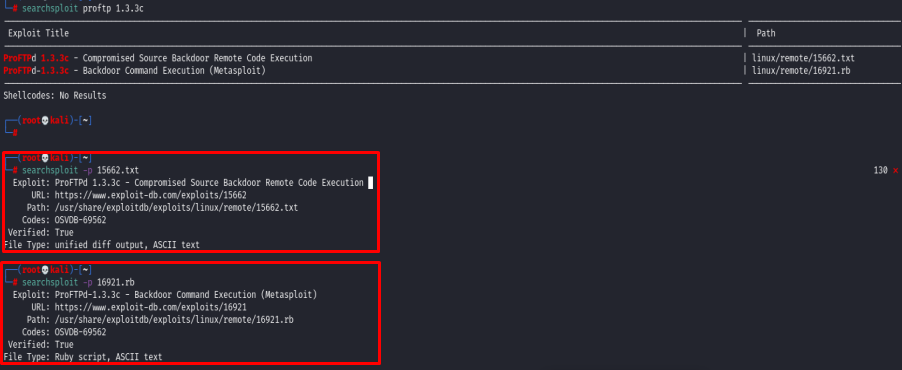 # searchsploit proftp 1.3.3c
Exploit Title | Path
ProFTPd 1.3.3c - Compromised Source Backdoor Remote Code Execution | linux/remote/15662.txt
ProFTPd-1.3.3c - Backdoor Command Execution (Metasploit) | linux/remote/16921.rb
Shellcodes: No Results
(root💀kali)-[~]
#
(root💀kali)-[~]
# searchsploit -p 15662.txt 130 ⨯
Exploit: ProFTPd 1.3.3c - Compromised Source Backdoor Remote Code Execution
URL: https://www.exploit-db.com/exploits/15662
Path: /usr/share/exploitdb/exploits/linux/remote/15662.txt
Codes: OSVDB-69562
Verified: True
File Type: unified diff output, ASCII text
(root💀kali)-[~]
# searchsploit -p 16921.rb
Exploit: ProFTPd-1.3.3c - Backdoor Command Execution (Metasploit)
URL: https://www.exploit-db.com/exploits/16921
Path: /usr/share/exploitdb/exploits/linux/remote/16921.rb
Codes: OSVDB-69562
Verified: True
File Type: Ruby script, ASCII text